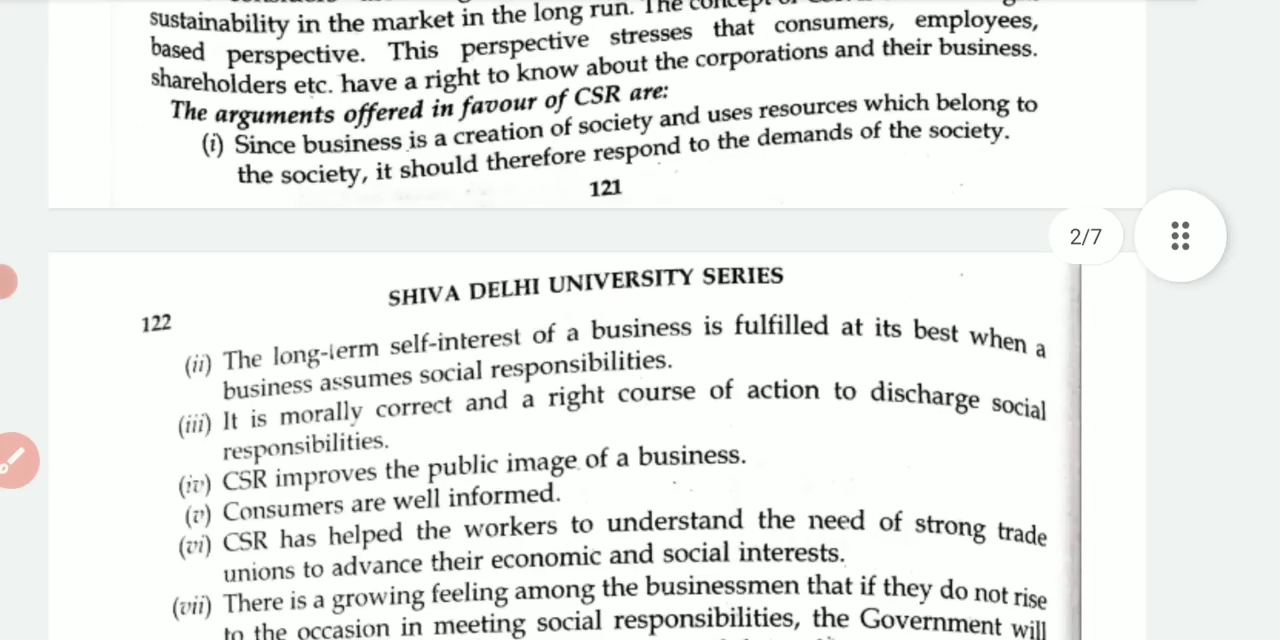 sustainability in the market in the long run. The concept of
based perspective. This perspective stresses that consumers, employees,
shareholders etc. have a right to know about the corporations and their business.
The arguments offered in favour of CSR are:
(i) Since business is a creation of society and uses resources which belong to
the society, it should therefore respond to the demands of the society.
121
2/7
SHIVA DELHI UNIVERSITY SERIES
122
(ii) The long-term self-interest of a business is fulfilled at its best when a
business assumes social responsibilities.
(iii) It is morally correct and a right course of action to discharge social
responsibilities.
(iv) CSR improves the public image of a business.
(v) Consumers are well informed.
(vi) CSR has helped the workers to understand the need of strong trade
unions to advance their economic and social interests.
(vii) There is a growing feeling among the businessmen that if they do not rise
to the occasion in meeting social responsibilities, the Government will